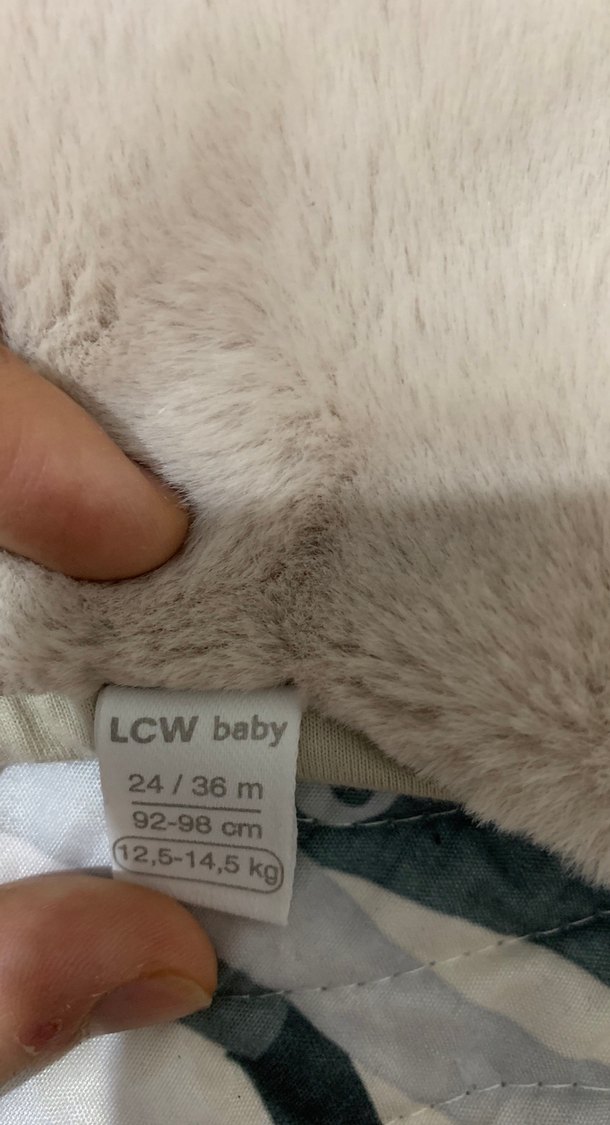 LCW baby
24 / 36 m
92-98 cm
12,5-14,5 kg